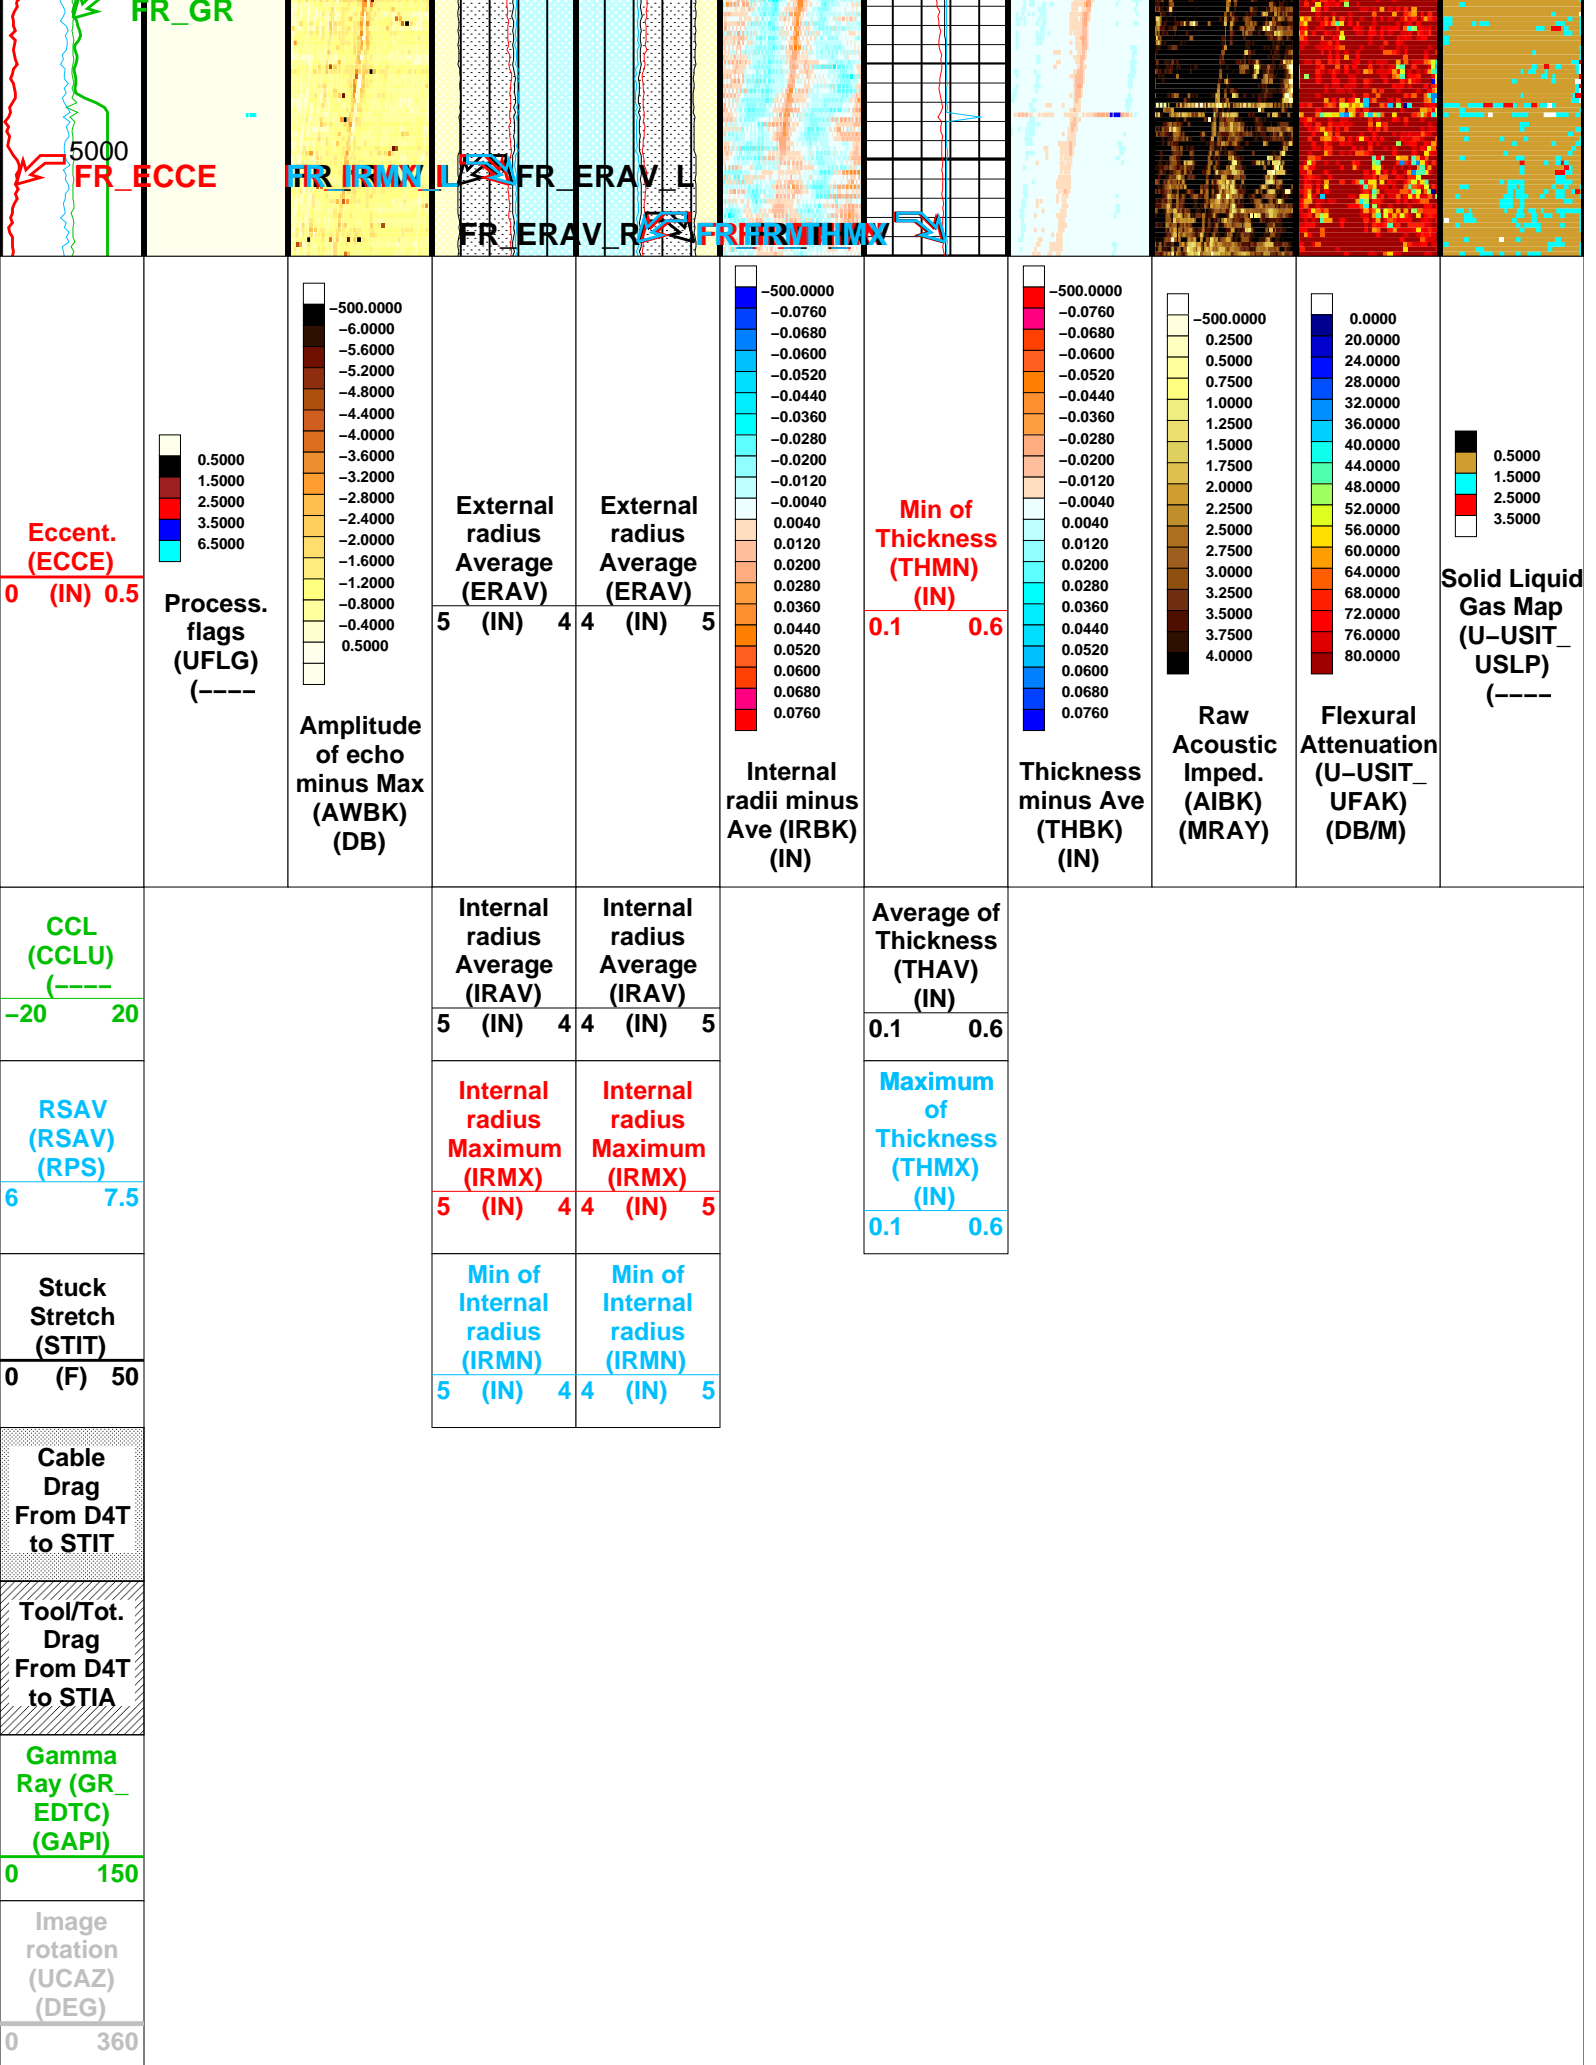 FR_GR
5000
FR_ECCE
FR_IRMN_L
FR_ERAV_L
FR_ERAV_R
FR_THMX
Eccent.
(ECCE)
0 (IN) 0.5
0.5000
1.5000
2.5000
3.5000
6.5000
Process.
flags
(UFLG)
(----
-500.0000
-6.0000
-5.6000
-5.2000
-4.8000
-4.4000
-4.0000
-3.6000
-3.2000
-2.8000
-2.4000
-2.0000
-1.6000
-1.2000
-0.8000
-0.4000
0.5000
Amplitude
of echo
minus Max
(AWBK)
(DB)
External
radius
Average
(ERAV)
5 (IN) 4
External
radius
Average
(ERAV)
4 (IN) 5
-500.0000
-0.0760
-0.0680
-0.0600
-0.0520
-0.0440
-0.0360
-0.0280
-0.0200
-0.0120
-0.0040
0.0040
0.0120
0.0200
0.0280
0.0360
0.0440
0.0520
0.0600
0.0680
0.0760
Internal
radii minus
Ave (IRBK)
(IN)
Min of
Thickness
(THMN)
(IN)
0.1 0.6
-500.0000
-0.0760
-0.0680
-0.0600
-0.0520
-0.0440
-0.0360
-0.0280
-0.0200
-0.0120
-0.0040
0.0040
0.0120
0.0200
0.0280
0.0360
0.0440
0.0520
0.0600
0.0680
0.0760
Thickness
minus Ave
(THBK)
(IN)
-500.0000
0.2500
0.5000
0.7500
1.0000
1.2500
1.5000
1.7500
2.0000
2.2500
2.5000
2.7500
3.0000
3.2500
3.5000
3.7500
4.0000
Raw
Acoustic
Imped.
(AIBK)
(MRAY)
0.0000
20.0000
24.0000
28.0000
32.0000
36.0000
40.0000
44.0000
48.0000
52.0000
56.0000
60.0000
64.0000
68.0000
72.0000
76.0000
80.0000
Flexural
Attenuation
(U-USIT_
UFAK)
(DB/M)
0.5000
1.5000
2.5000
3.5000
Solid Liquid
Gas Map
(U-USIT_
USLP)
(----
CCL
(CCLU)
(----
-20 20
Internal
radius
Average
(IRAV)
5 (IN) 4
Internal
radius
Average
(IRAV)
4 (IN) 5
Average of
Thickness
(THAV)
(IN)
0.1 0.6
RSAV
(RSAV)
(RPS)
6 7.5
Internal
radius
Maximum
(IRMX)
5 (IN) 4
Internal
radius
Maximum
(IRMX)
4 (IN) 5
Maximum
of
Thickness
(THMX)
(IN)
0.1 0.6
Stuck
Stretch
(STIT)
0 (F) 50
Min of
Internal
radius
(IRMN)
5 (IN) 4
Min of
Internal
radius
(IRMN)
4 (IN) 5
Cable
Drag
From D4T
to STIT
Tool/Tot.
Drag
From D4T
to STIA
Gamma
Ray (GR_
EDTC)
(GAPI)
0 150
Image
rotation
(UCAZ)
(DEG)
0 360